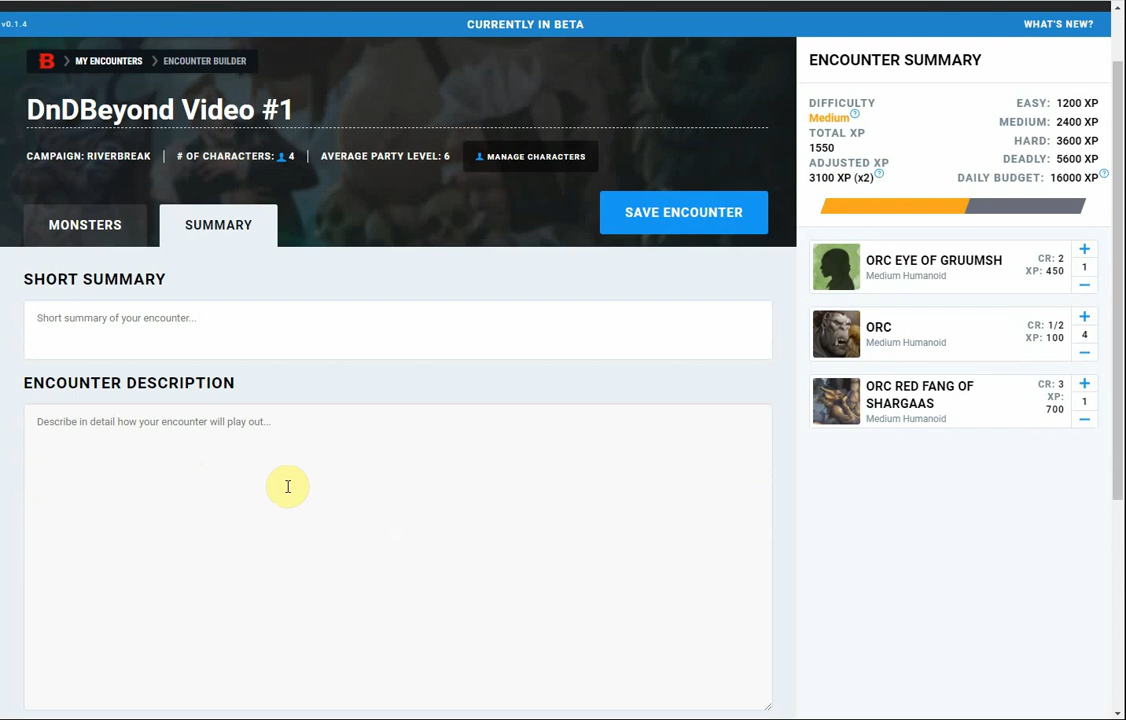 v0.1.4
CURRENTLY IN BETA
WHAT'S NEW?
B
MY ENCOUNTERS
ENCOUNTER BUILDER
DnDBeyond Video #1
CAMPAIGN: RIVERBREAK
# OF CHARACTERS: 4
AVERAGE PARTY LEVEL: 6
MANAGE CHARACTERS
MONSTERS
SUMMARY
SAVE ENCOUNTER
SHORT SUMMARY
Short summary of your encounter...
ENCOUNTER DESCRIPTION
Describe in detail how your encounter will play out...
ENCOUNTER SUMMARY
DIFFICULTY
Medium ?
TOTAL XP
1550
ADJUSTED XP
3100 XP (x2) ?
EASY: 1200 XP
MEDIUM: 2400 XP
HARD: 3600 XP
DEADLY: 5600 XP
DAILY BUDGET: 16000 XP ?
ORC EYE OF GRUUMSH
Medium Humanoid
CR: 2
XP: 450
+
1
−
ORC
Medium Humanoid
CR: 1/2
XP: 100
+
4
−
ORC RED FANG OF
SHARGAAS
Medium Humanoid
CR: 3
XP:
700
+
1
−